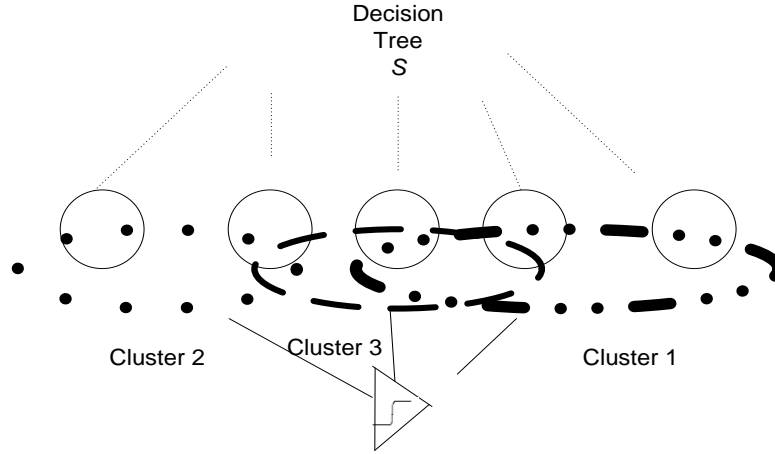 Decision
Tree
S
Cluster 2
Cluster 3
Cluster 1